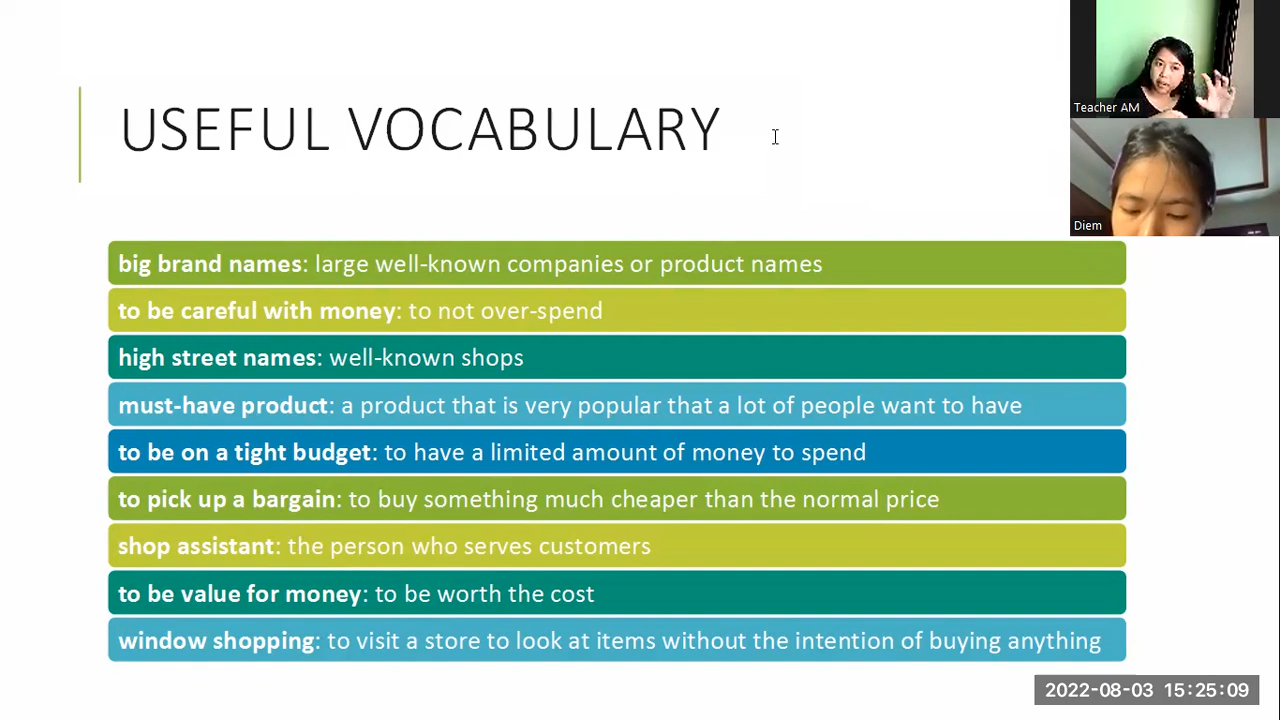 USEFUL VOCABULARY
Teacher AM
Diem
big brand names: large well-known companies or product names
to be careful with money: to not over-spend
high street names: well-known shops
must-have product: a product that is very popular that a lot of people want to have
to be on a tight budget: to have a limited amount of money to spend
to pick up a bargain: to buy something much cheaper than the normal price
shop assistant: the person who serves customers
to be value for money: to be worth the cost
window shopping: to visit a store to look at items without the intention of buying anything
2022-08-03 15:25:09